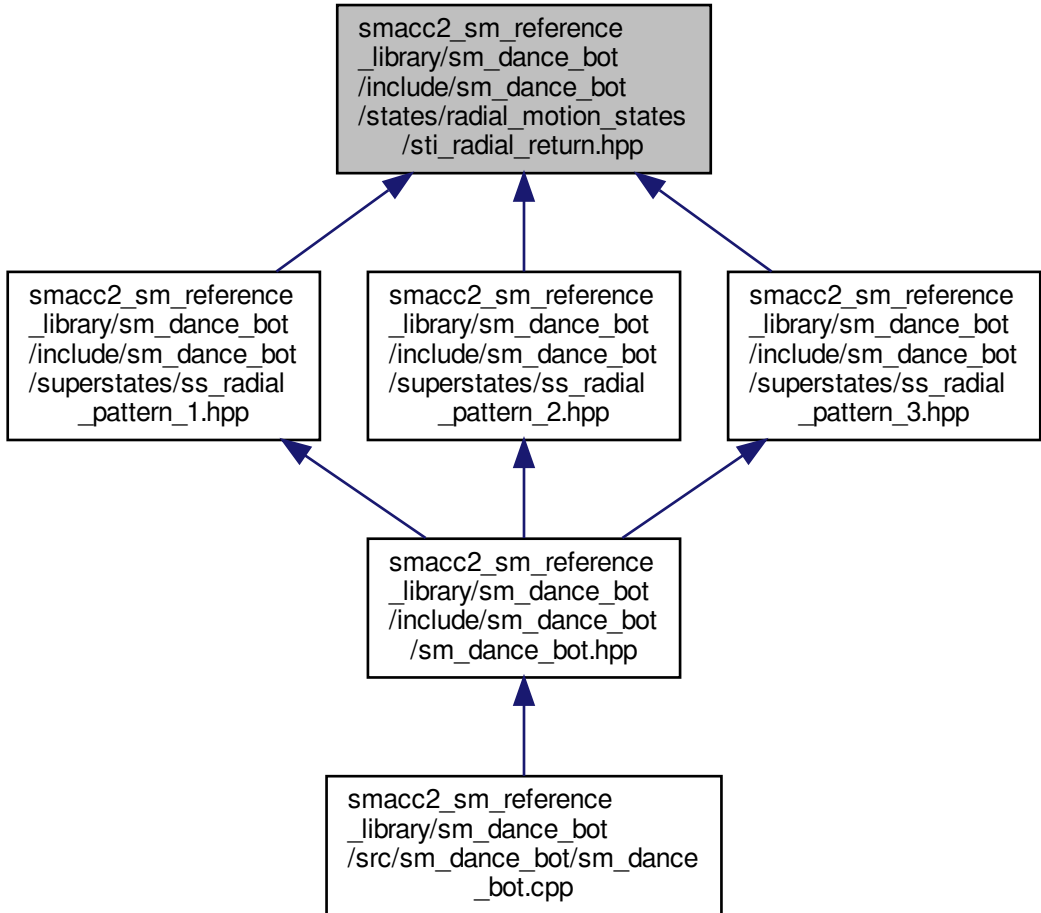 smacc2_sm_reference
_library/sm_dance_bot
/include/sm_dance_bot
/states/radial_motion_states
/sti_radial_return.hpp
smacc2_sm_reference
_library/sm_dance_bot
/include/sm_dance_bot
/superstates/ss_radial
_pattern_1.hpp
smacc2_sm_reference
_library/sm_dance_bot
/include/sm_dance_bot
/superstates/ss_radial
_pattern_2.hpp
smacc2_sm_reference
_library/sm_dance_bot
/include/sm_dance_bot
/superstates/ss_radial
_pattern_3.hpp
smacc2_sm_reference
_library/sm_dance_bot
/include/sm_dance_bot
/sm_dance_bot.hpp
smacc2_sm_reference
_library/sm_dance_bot
/src/sm_dance_bot/sm_dance
_bot.cpp